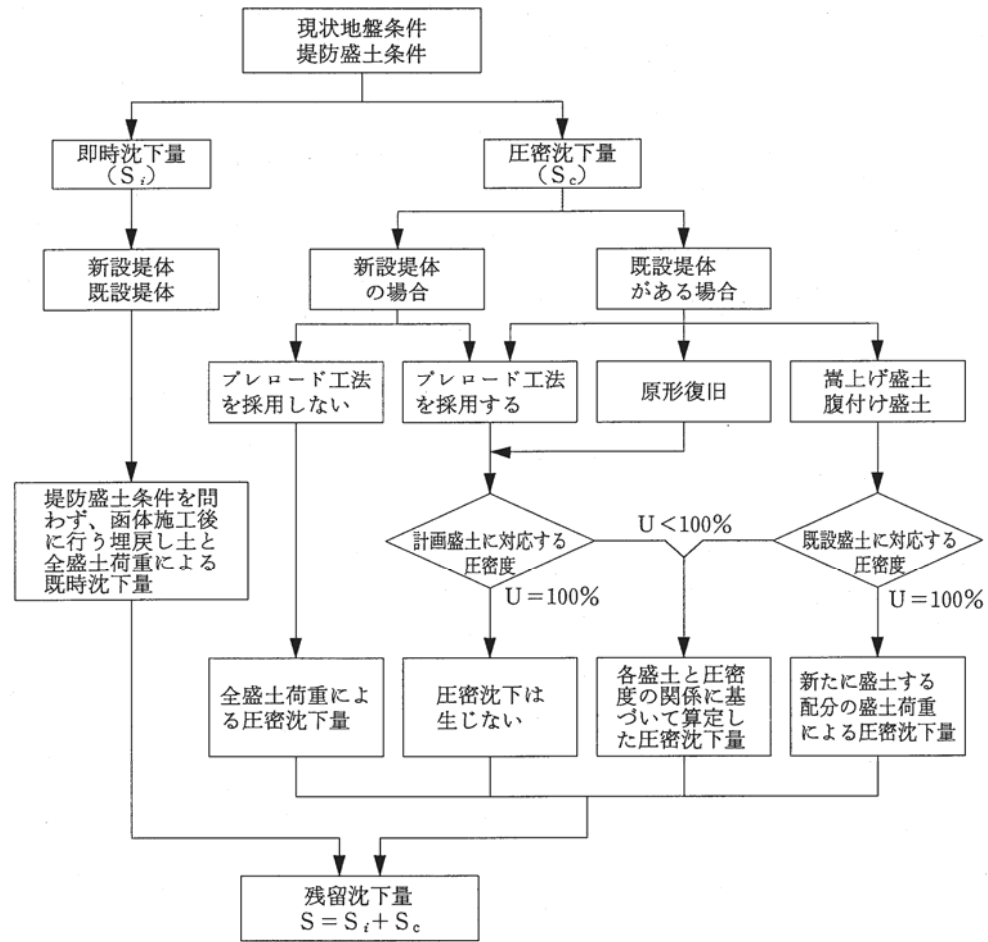 現状地盤条件
堤防盛土条件
即時沈下量
（Sᵢ）
圧密沈下量
（S꜀）
新設堤体
既設堤体
新設堤体
の場合
既設堤体
がある場合
プレロード工法
を採用しない
プレロード工法
を採用する
原形復旧
嵩上げ盛土
腹付け盛土
堤防盛土条件を問
わず、函体施工後
に行う埋戻し土と
全盛土荷重による
既時沈下量
計画盛土に対応する
圧密度
U＜100%
既設盛土に対応する
圧密度
U＝100%
U＝100%
全盛土荷重によ
る圧密沈下量
圧密沈下は
生じない
各盛土と圧密
度の関係に基
づいて算定し
た圧密沈下量
新たに盛土する
配分の盛土荷重
による圧密沈下量
残留沈下量
S＝Sᵢ＋S꜀